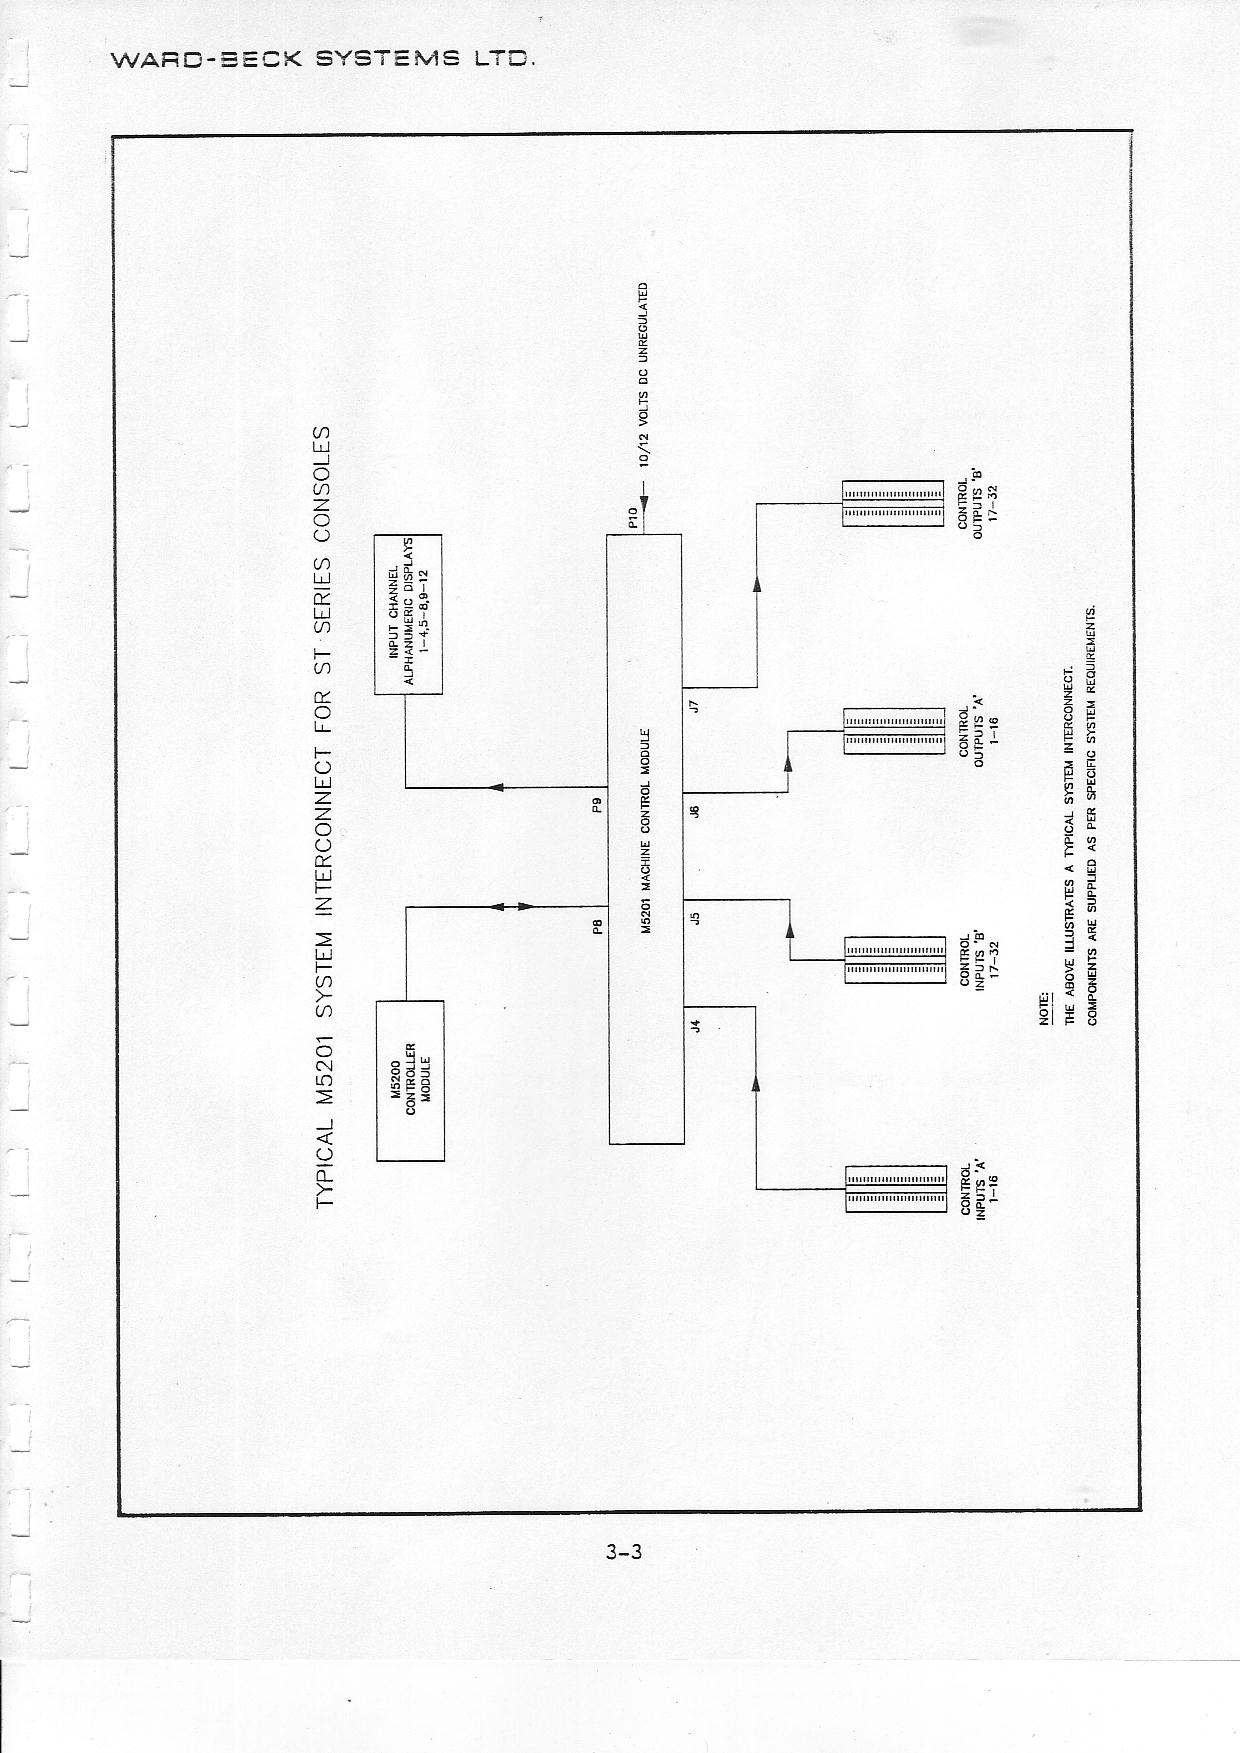 WARD-BECK SYSTEMS LTD.
TYPICAL M5201 SYSTEM INTERCONNECT FOR ST SERIES CONSOLES
M5200
CONTROLLER
MODULE
INPUT CHANNEL
ALPHANUMERIC DISPLAYS
1-4,5-8,9-12
P8
P9
M5201 MACHINE CONTROL MODULE
P10
10/12 VOLTS DC UNREGULATED
J4
J5
J6
J7
CONTROL
INPUTS 'A'
1-16
CONTROL
INPUTS 'B'
17-32
CONTROL
OUTPUTS 'A'
1-16
CONTROL
OUTPUTS 'B'
17-32
NOTE:
THE ABOVE ILLUSTRATES A TYPICAL SYSTEM INTERCONNECT.
COMPONENTS ARE SUPPLIED AS PER SPECIFIC SYSTEM REQUIREMENTS.
3-3